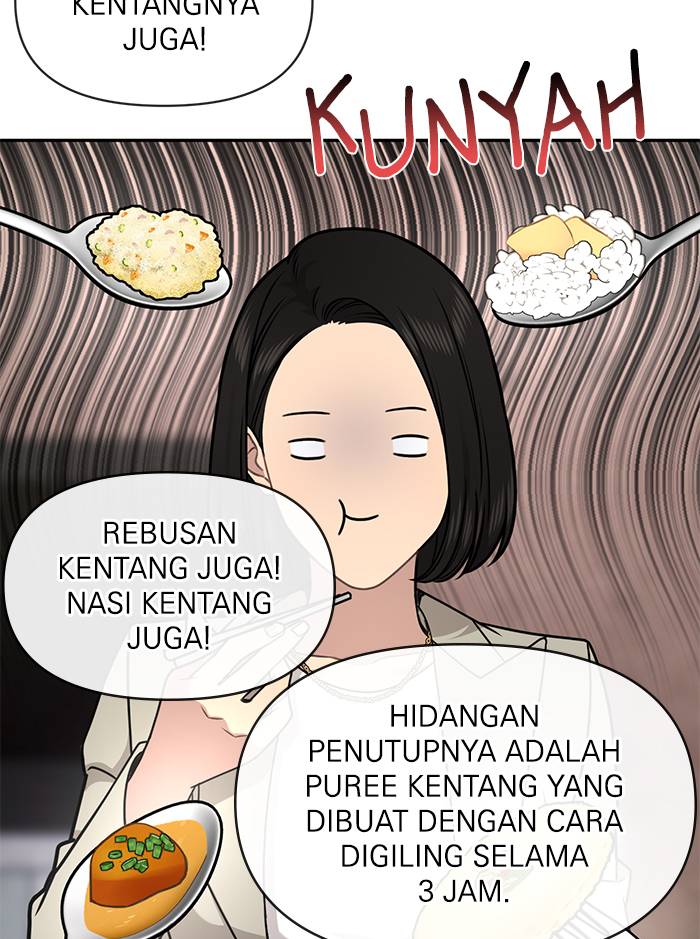 KENTANGNYA
JUGA!
KUNYAH
REBUSAN
KENTANG JUGA!
NASI KENTANG
JUGA!
HIDANGAN
PENUTUPNYA ADALAH
PUREE KENTANG YANG
DIBUAT DENGAN CARA
DIGILING SELAMA
3 JAM.